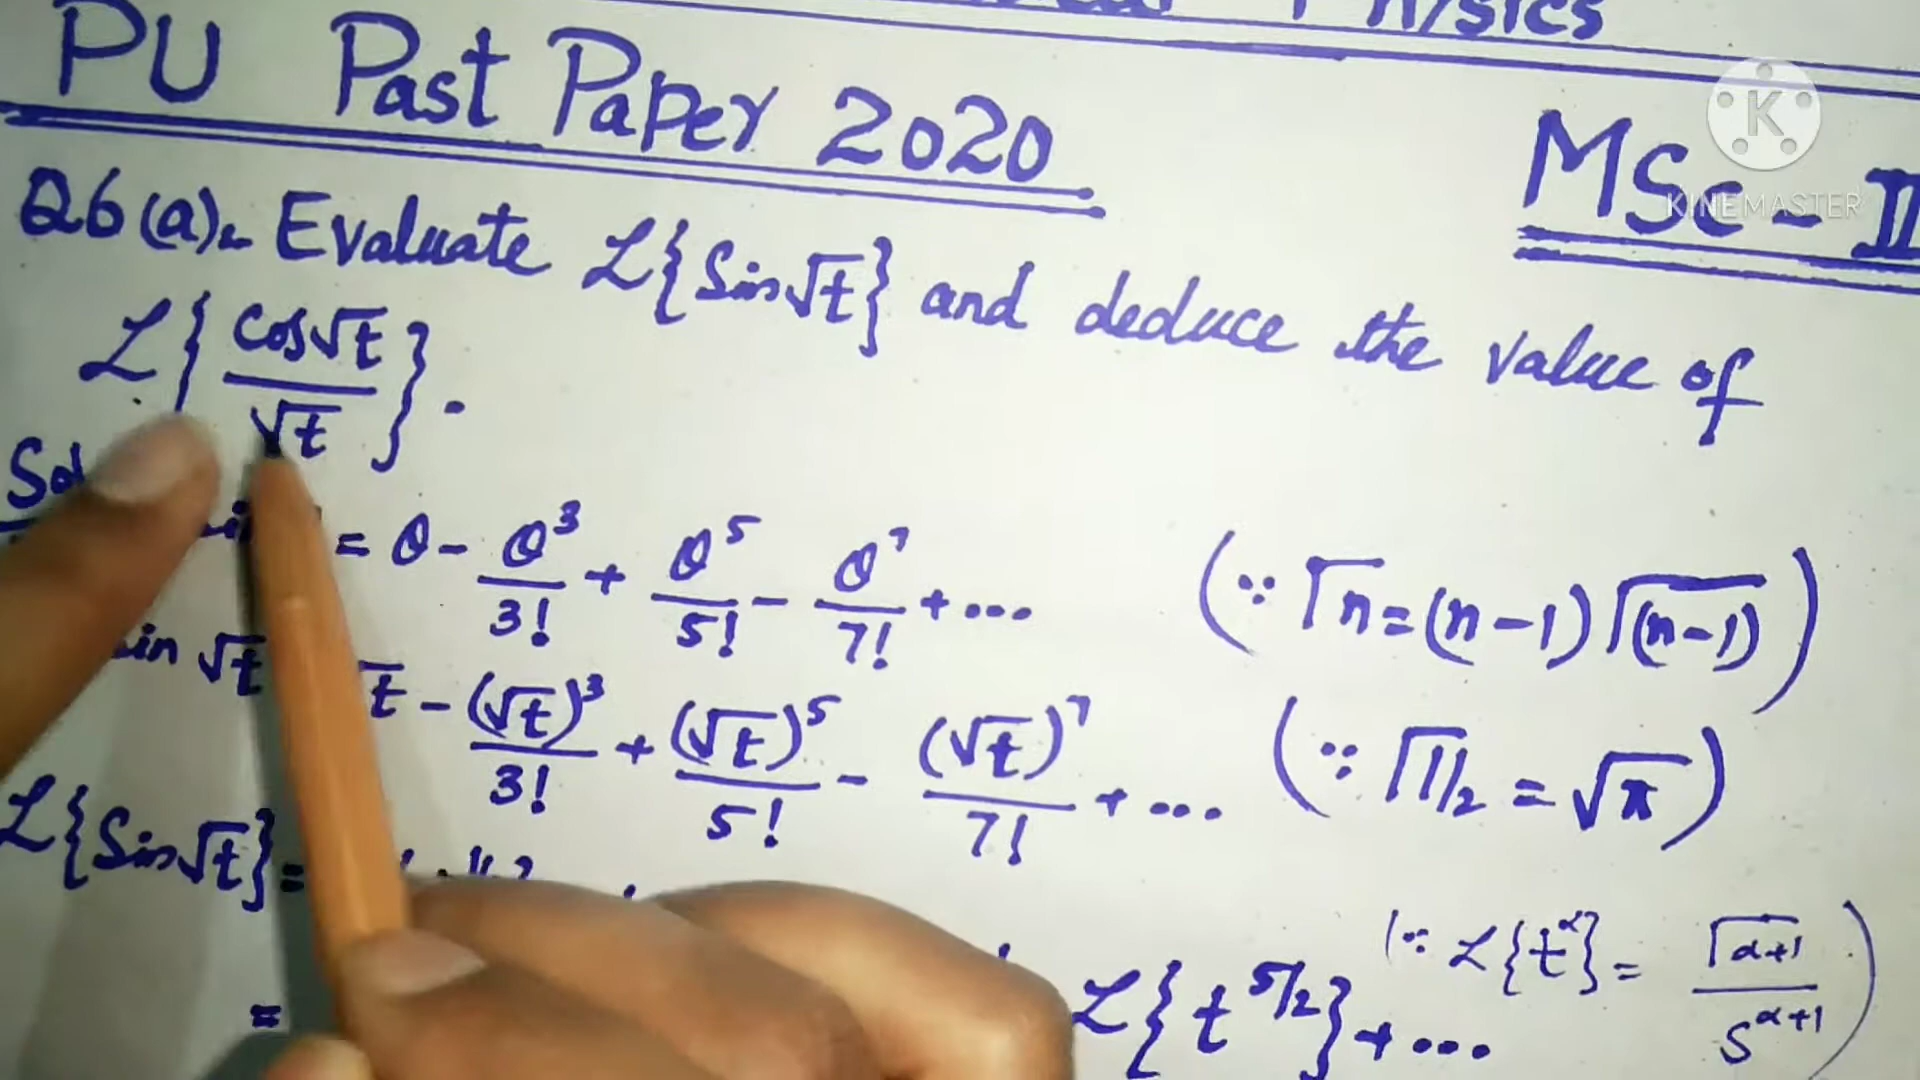 Physics
PU Past Paper 2020
MSc-II
K
KINEMASTER
Q6(a). Evaluate L{Sin√t} and deduce the value of
L{cos√t/√t}.
= θ - θ³/3! + θ⁵/5! - θ⁷/7! + ... (∵ Γn = (n-1)Γ(n-1))
√t - (√t)³/3! + (√t)⁵/5! - (√t)⁷/7! + ... (∵ Γ1/2 = √π)
L{Sin√t} =
= L{t^5/2} + ... (∵ L{t^α} = Γα+1/S^α+1)